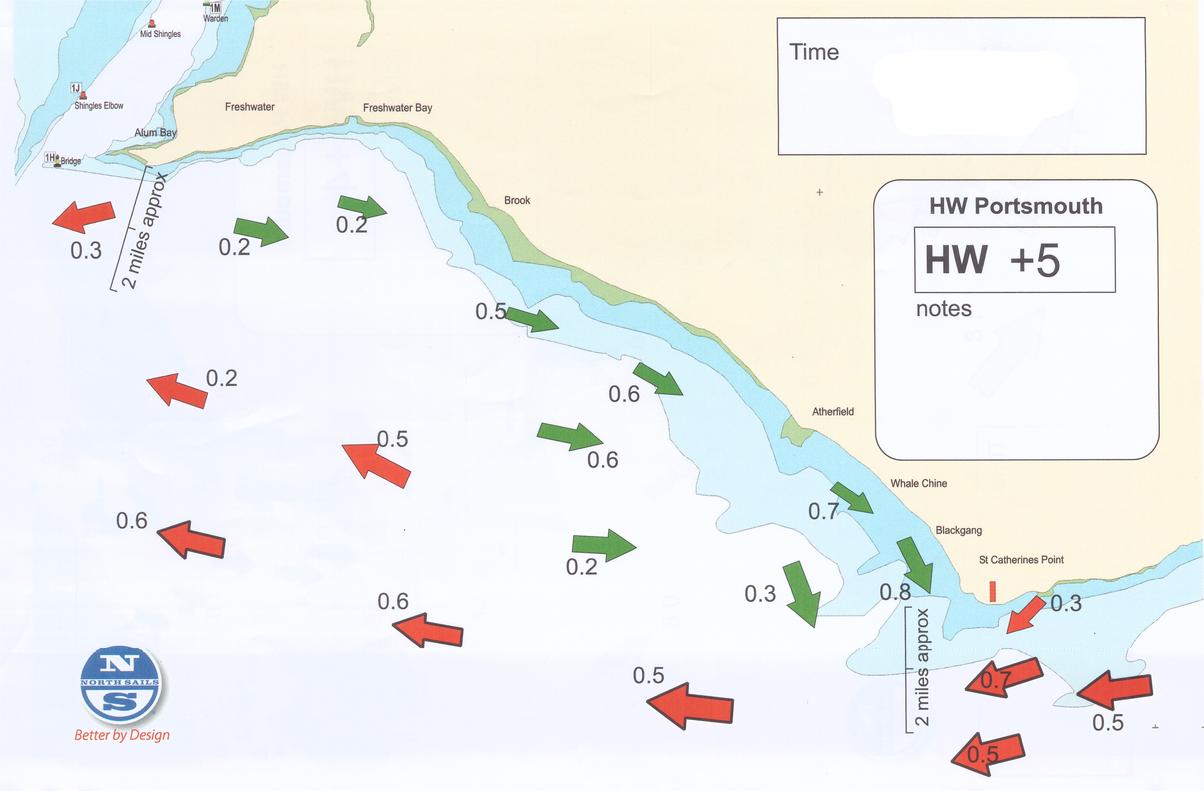 1M
Warden
Mid Shingles
1J
Shingles Elbow
Freshwater
Freshwater Bay
Alum Bay
1H
Bridge
Time
2 miles approx
0.3
0.2
0.2
Brook
HW Portsmouth
HW +5
notes
0.5
0.2
0.6
0.5
0.6
Atherfield
0.6
0.7
Whale Chine
Blackgang
St Catherines Point
0.2
0.3
0.8
0.3
0.6
2 miles approx
0.5
0.7
0.5
0.5
N
NORTH SAILS
S
Better by Design